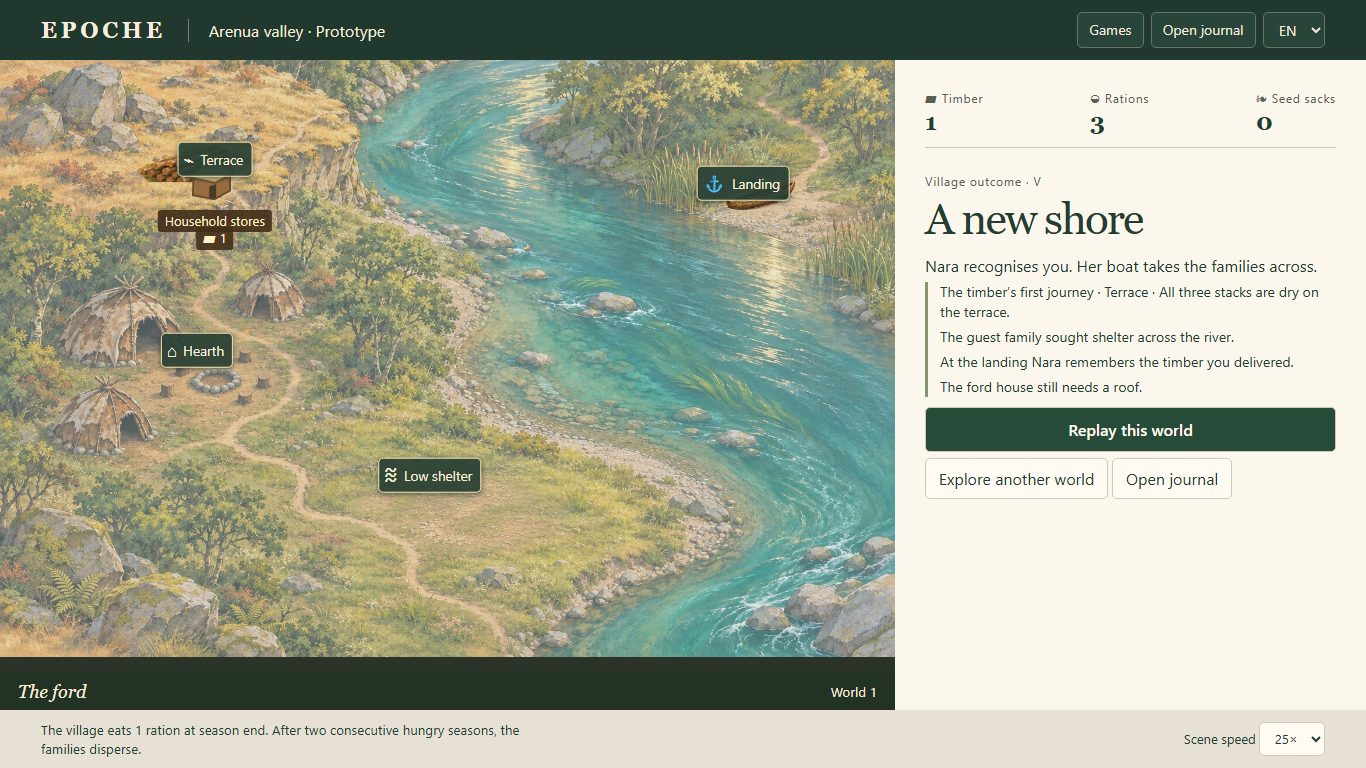 EPOCHE
Arenua valley · Prototype
Games
Open journal
EN
Terrace
Household stores
1
Landing
Hearth
Low shelter
The ford
World 1
Timber
1
Rations
3
Seed sacks
0
Village outcome · V
A new shore
Nara recognises you. Her boat takes the families across.
The timber's first journey · Terrace · All three stacks are dry on
the terrace.
The guest family sought shelter across the river.
At the landing Nara remembers the timber you delivered.
The ford house still needs a roof.
Replay this world
Explore another world
Open journal
The village eats 1 ration at season end. After two consecutive hungry seasons, the
families disperse.
Scene speed
25×